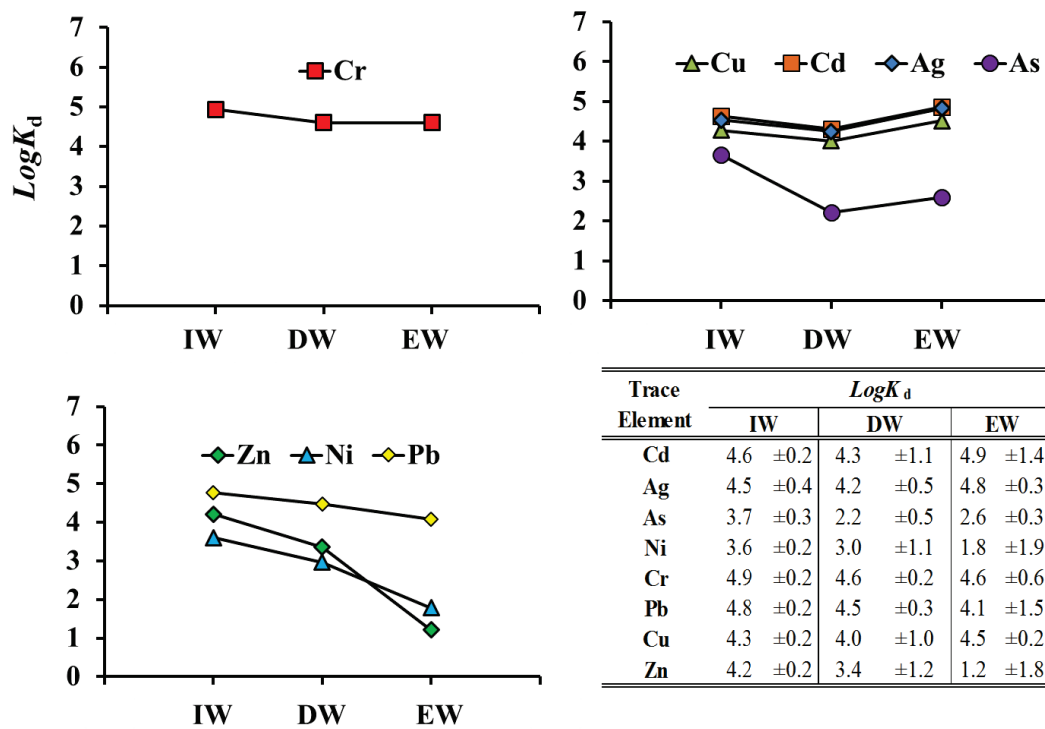 LogKd
7
6
5
4
3
2
1
0
Cr
IW DW EW
7
6
5
4
3
2
1
0
Cu Cd Ag As
IW DW EW
7
6
5
4
3
2
1
0
Zn Ni Pb
IW DW EW
Trace Element LogK d
IW DW EW
Cd 4.6 ±0.2 4.3 ±1.1 4.9 ±1.4
Ag 4.5 ±0.4 4.2 ±0.5 4.8 ±0.3
As 3.7 ±0.3 2.2 ±0.5 2.6 ±0.3
Ni 3.6 ±0.2 3.0 ±1.1 1.8 ±1.9
Cr 4.9 ±0.2 4.6 ±0.2 4.6 ±0.6
Pb 4.8 ±0.2 4.5 ±0.3 4.1 ±1.5
Cu 4.3 ±0.2 4.0 ±1.0 4.5 ±0.2
Zn 4.2 ±0.2 3.4 ±1.2 1.2 ±1.8